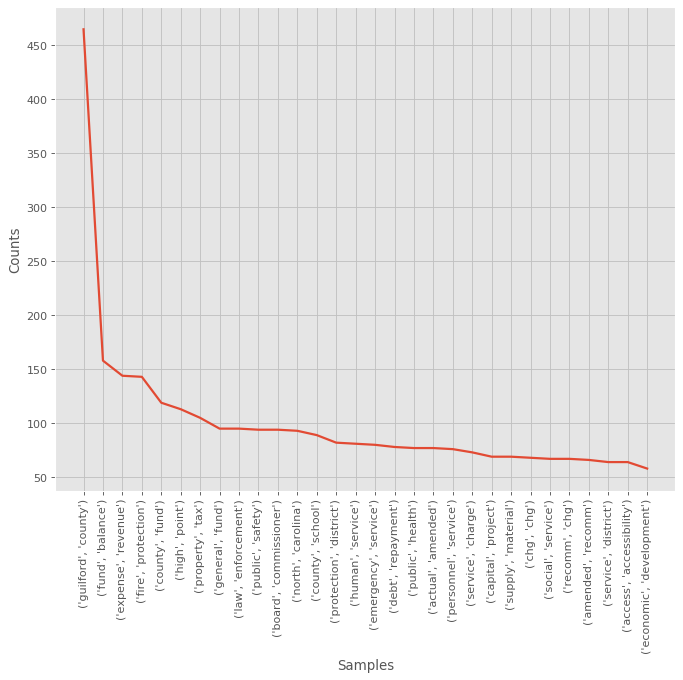 450
400
350
300
250
200
150
100
50
Counts
('guilford', 'county')
('fund', 'balance')
('expense', 'revenue')
('fire', 'protection')
('county', 'fund')
('high', 'point')
('property', 'tax')
('general', 'fund')
('law', 'enforcement')
('public', 'safety')
('board', 'commissioner')
('north', 'carolina')
('county', 'school')
('protection', 'district')
('human', 'service')
('emergency', 'service')
('debt', 'repayment')
('public', 'health')
('actual', 'amended')
('personnel', 'service')
('service', 'charge')
('capital', 'project')
('supply', 'material')
('chg', 'chg')
('social', 'service')
('recomm', 'chg')
('amended', 'recomm')
('service', 'district')
('access', 'accessibility')
('economic', 'development')
Samples